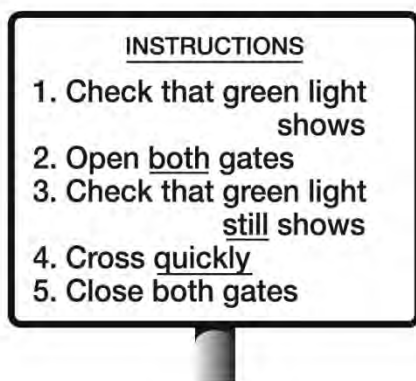 INSTRUCTIONS
1. Check that green light
shows
2. Open both gates
3. Check that green light
still shows
4. Cross quickly
5. Close both gates